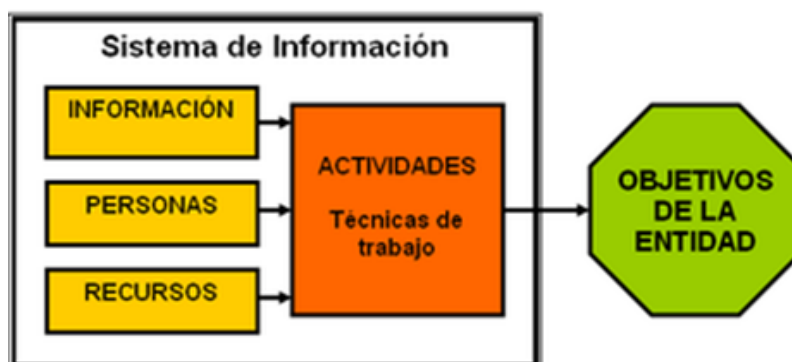 Sistema de Información
INFORMACIÓN
PERSONAS
RECURSOS
ACTIVIDADES
Técnicas de
trabajo
OBJETIVOS
DE LA
ENTIDAD